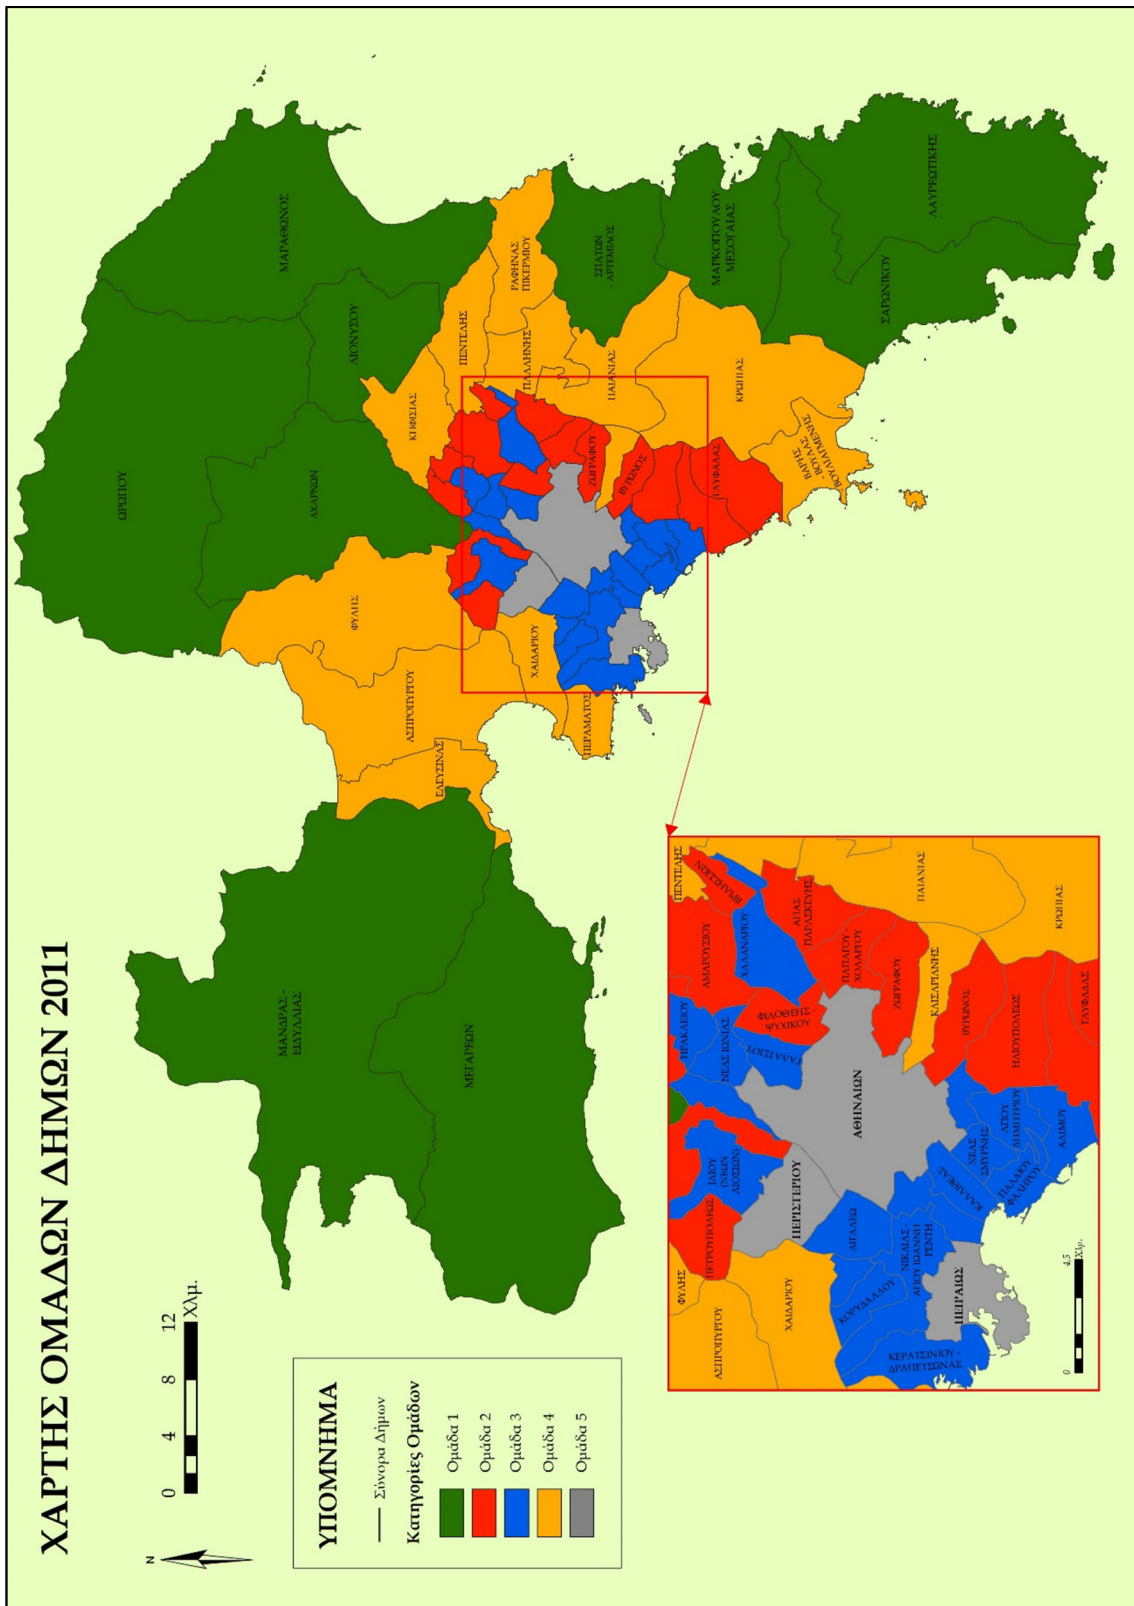 ΧΑΡΤΗΣ ΟΜΑΔΩΝ ΔΗΜΩΝ 2011
N
0 4 8 12
Χλμ.
ΥΠΟΜΝΗΜΑ
Σύνορα Δήμων
Κατηγορίες Ομάδων
Ομάδα 1
Ομάδα 2
Ομάδα 3
Ομάδα 4
Ομάδα 5
ΩΡΩΠΟΥ
ΜΑΡΑΘΩΝΟΣ
ΑΧΑΡΝΩΝ
ΔΙΟΝΥΣΟΥ
ΦΥΛΗΣ
ΚΗΦΙΣΙΑΣ
ΠΕΝΤΕΛΗΣ
ΡΑΦΗΝΑΣ
ΠΙΚΕΡΜΙΟΥ
ΑΣΠΡΟΠΥΡΓΟΥ
ΕΛΕΥΣΙΝΑΣ
ΜΑΝΔΡΑΣ -
ΕΙΔΥΛΛΙΑΣ
ΜΕΓΑΡΕΩΝ
ΧΑΙΔΑΡΙΟΥ
ΠΕΡΑΜΑΤΟΣ
ΠΑΛΛΗΝΗΣ
ΣΠΑΤΩΝ
- ΑΡΤΕΜΙΔΟΣ
ΖΩΓΡΑΦΟΥ
ΠΑΙΑΝΙΑΣ
ΒΥΡΩΝΟΣ
ΓΛΥΦΑΔΑΣ
ΚΡΩΠΙΑΣ
ΜΑΡΚΟΠΟΥΛΟΥ
ΜΕΣΟΓΑΙΑΣ
ΒΑΡΗΣ
- ΒΟΥΛΑΣ
ΒΟΥΛΙΑΓΜΕΝΗΣ
ΣΑΡΩΝΙΚΟΥ
ΛΑΥΡΕΩΤΙΚΗΣ
ΦΥΛΗΣ
ΑΣΠΡΟΠΥΡΓΟΥ
ΠΕΤΡΟΥΠΟΛΕΩΣ
ΙΛΙΟΥ
(ΝΕΩΝ
ΛΙΟΣΙΩΝ)
ΗΡΑΚΛΕΙΟΥ
ΑΜΑΡΟΥΣΙΟΥ
ΠΕΝΤΕΛΗΣ
ΒΡΙΛΗΣΣΙΩΝ
ΝΕΑΣ ΙΩΝΙΑΣ
ΧΑΛΑΝΔΡΙΟΥ
ΓΑΛΑΤΣΙΟΥ
ΦΙΛΟΘΕΗΣ -
ΨΥΧΙΚΟΥ
ΑΓΙΑΣ
ΠΑΡΑΣΚΕΥΗΣ
ΧΑΙΔΑΡΙΟΥ
ΠΕΡΙΣΤΕΡΙΟΥ
ΠΑΠΑΓΟΥ
ΧΟΛΑΡΓΟΥ
ΑΙΓΑΛΕΩ
ΑΘΗΝΑΙΩΝ
ΖΩΓΡΑΦΟΥ
ΠΑΙΑΝΙΑΣ
ΚΟΡΥΔΑΛΛΟΥ
ΝΙΚΑΙΑΣ -
ΑΓΙΟΥ ΙΩΑΝΝΗ
ΡΕΝΤΗ
ΚΑΙΣΑΡΙΑΝΗΣ
ΚΕΡΑΤΣΙΝΙΟΥ -
ΔΡΑΠΕΤΣΩΝΑΣ
ΠΕΙΡΑΙΩΣ
ΚΑΛΛΙΘΕΑΣ
ΝΕΑΣ
ΣΜΥΡΝΗΣ
ΒΥΡΩΝΟΣ
ΠΑΛΑΙΟΥ
ΦΑΛΗΡΟΥ
ΑΓΙΟΥ
ΔΗΜΗΤΡΙΟΥ
ΗΛΙΟΥΠΟΛΕΩΣ
ΑΛΙΜΟΥ
ΓΛΥΦΑΔΑΣ
ΚΡΩΠΙΑΣ
0 4,5
Χλμ.